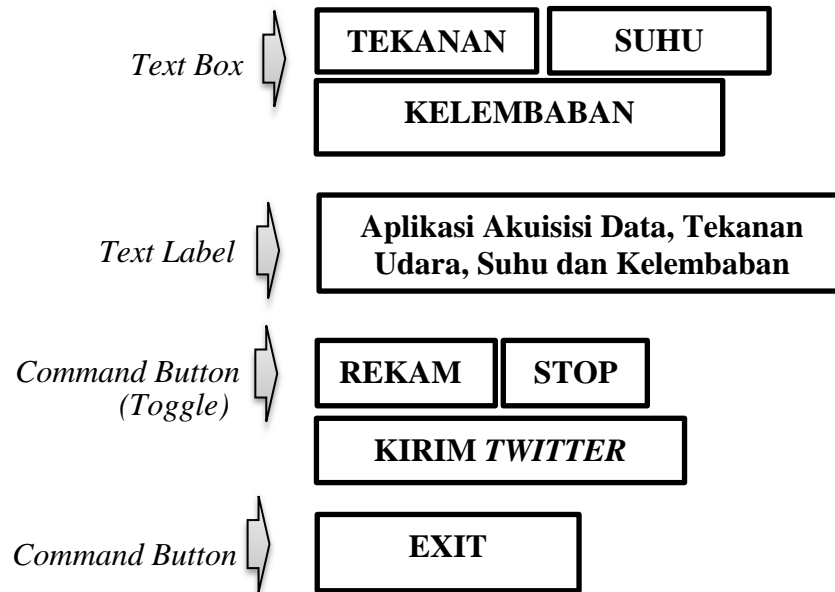 Text Box
TEKANAN
SUHU
KELEMBABAN
Text Label
Aplikasi Akuisisi Data, Tekanan
Udara, Suhu dan Kelembaban
Command Button
(Toggle)
REKAM
STOP
KIRIM TWITTER
Command Button
EXIT